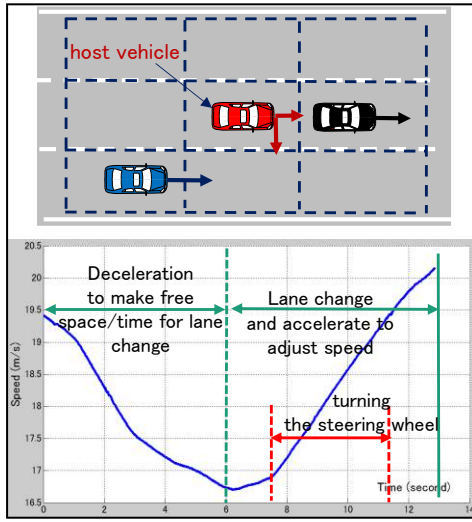 host vehicle
20.5
20
19.5
19
18.5
18
17.5
17
16.5
Speed (m/s)
Deceleration
to make free
space/time for lane
change
Lane change
and accelerate to
adjust speed
turning
the steering wheel
Time (second)
0 2 4 6 8 10 12 14